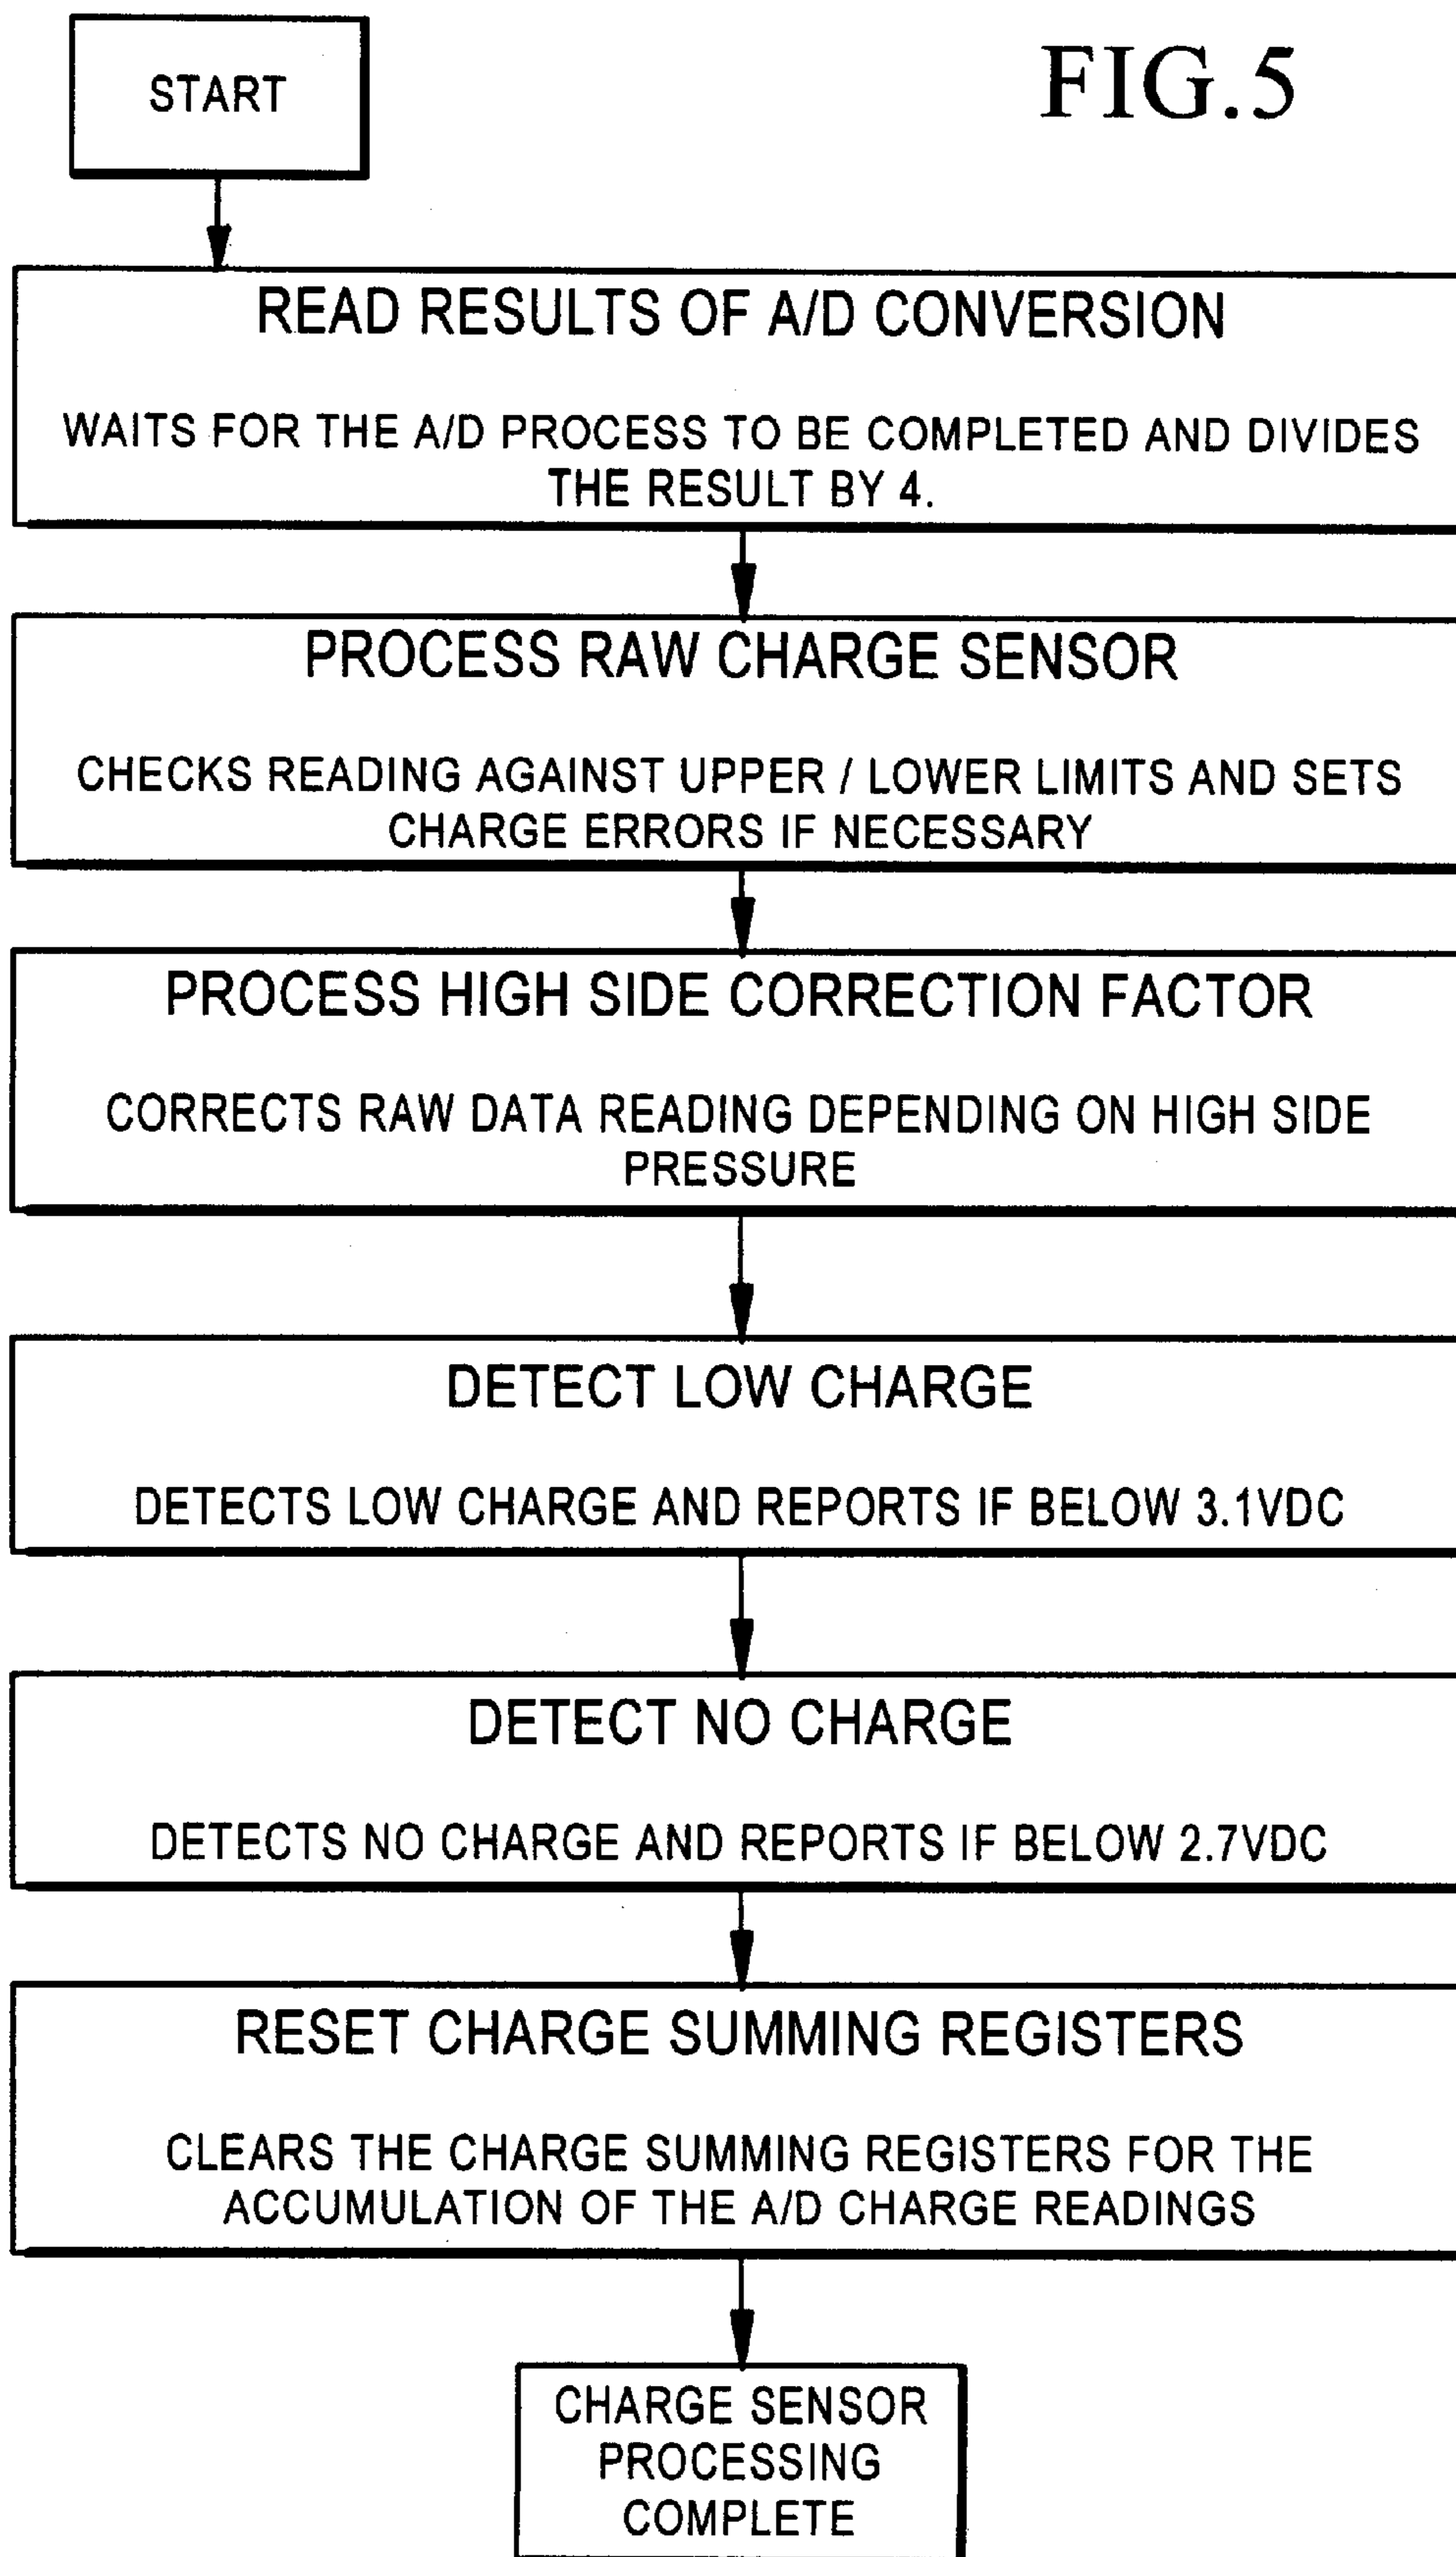 FIG.5
START
READ RESULTS OF A/D CONVERSION
WAITS FOR THE A/D PROCESS TO BE COMPLETED AND DIVIDES
THE RESULT BY 4.
PROCESS RAW CHARGE SENSOR
CHECKS READING AGAINST UPPER / LOWER LIMITS AND SETS
CHARGE ERRORS IF NECESSARY
PROCESS HIGH SIDE CORRECTION FACTOR
CORRECTS RAW DATA READING DEPENDING ON HIGH SIDE
PRESSURE
DETECT LOW CHARGE
DETECTS LOW CHARGE AND REPORTS IF BELOW 3.1VDC
DETECT NO CHARGE
DETECTS NO CHARGE AND REPORTS IF BELOW 2.7VDC
RESET CHARGE SUMMING REGISTERS
CLEARS THE CHARGE SUMMING REGISTERS FOR THE
ACCUMULATION OF THE A/D CHARGE READINGS
CHARGE SENSOR
PROCESSING
COMPLETE